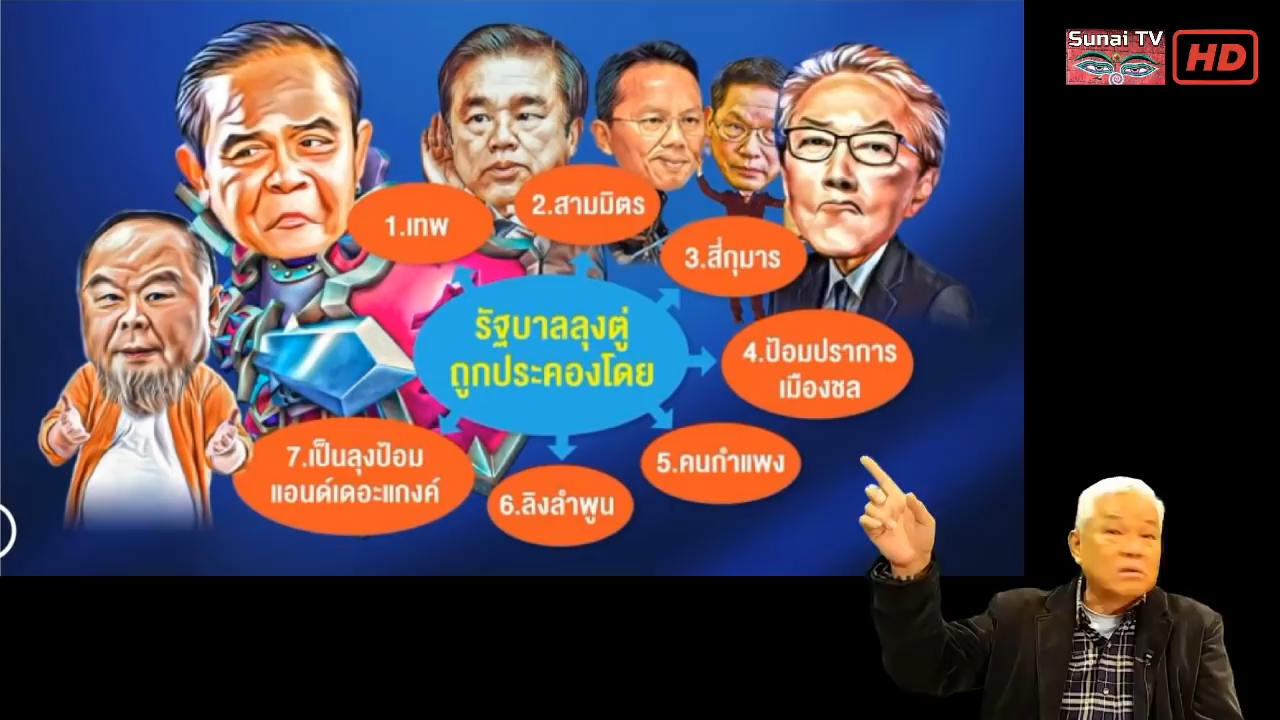 Sunai TV
HD
1.เทพ
2.สามมิตร
3.สี่กุมาร
รัฐบาลลุงตู่
ถูกประคองโดย
4.ป้อมปราการ
เมืองชล
5.คนกำแพง
6.ลิงลำพูน
7.เป็นลุงป้อม
แอนด์เดอะแกงค์